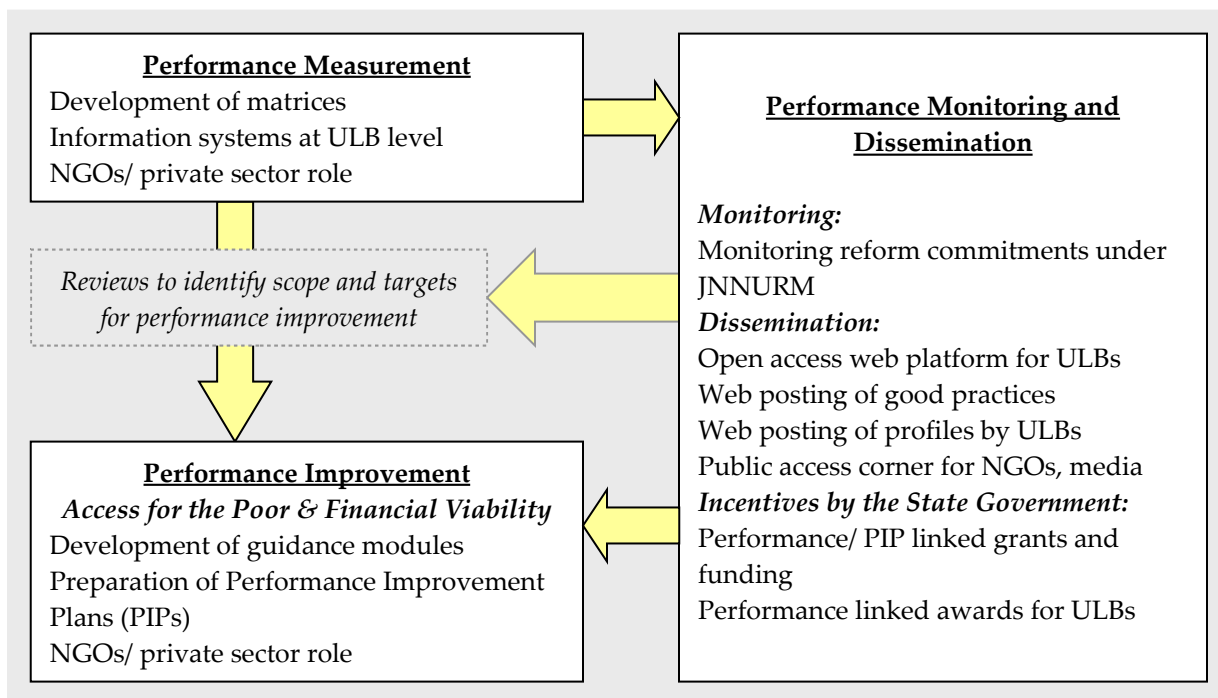 Performance Measurement
Development of matrices
Information systems at ULB level
NGOs/ private sector role
Reviews to identify scope and targets
for performance improvement
Performance Improvement
Access for the Poor & Financial Viability
Development of guidance modules
Preparation of Performance Improvement
Plans (PIPs)
NGOs/ private sector role
Performance Monitoring and
Dissemination
Monitoring:
Monitoring reform commitments under
JNNURM
Dissemination:
Open access web platform for ULBs
Web posting of good practices
Web posting of profiles by ULBs
Public access corner for NGOs, media
Incentives by the State Government:
Performance/ PIP linked grants and
funding
Performance linked awards for ULBs